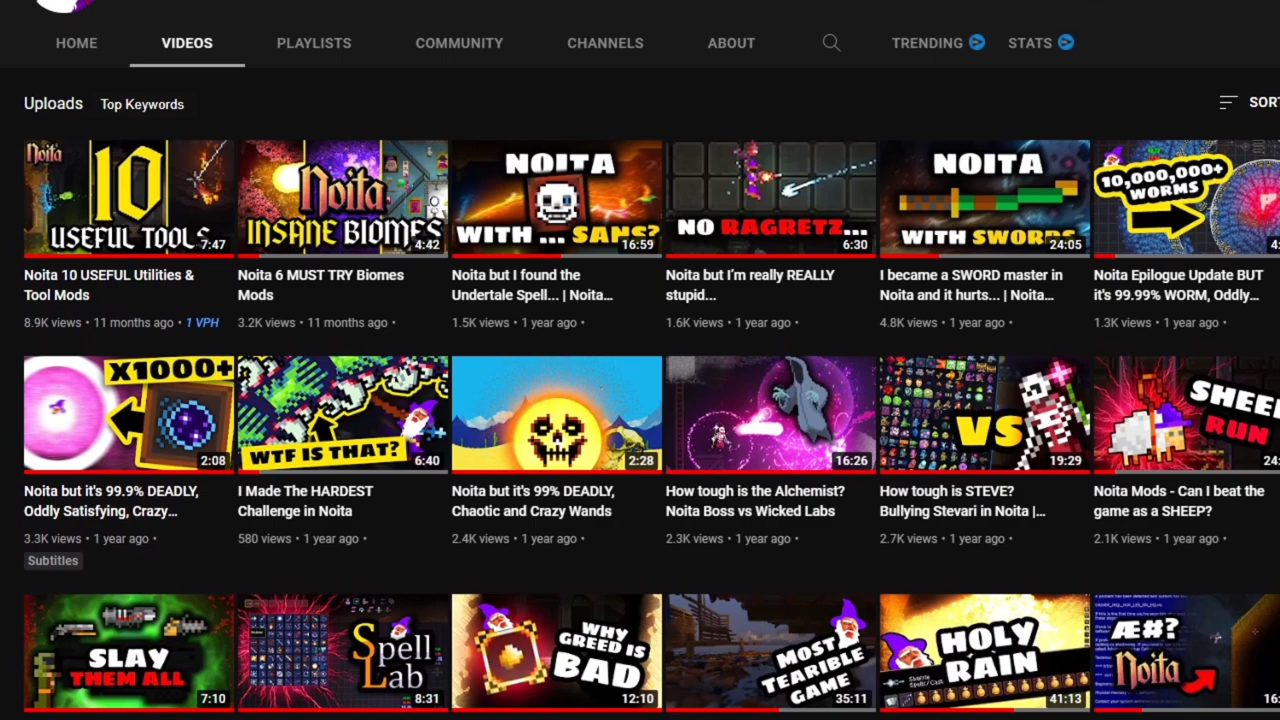 HOME VIDEOS PLAYLISTS COMMUNITY CHANNELS ABOUT TRENDING STATS
Uploads Top Keywords SORT
Noita
10
USEFUL TOOLS
7:47
Noita
INSANE BIOMES
4:42
NOITA
WITH ... SANS?
16:59
NO RAGRETZ...
6:30
NOITA
WITH SWORDS
24:05
10,000,000+
WORMS
Noita 10 USEFUL Utilities &
Tool Mods
8.9K views • 11 months ago • 1 VPH
Noita 6 MUST TRY Biomes
Mods
3.2K views • 11 months ago •
Noita but I found the
Undertale Spell... | Noita...
1.5K views • 1 year ago •
Noita but I'm really REALLY
stupid...
1.6K views • 1 year ago •
I became a SWORD master in
Noita and it hurts... | Noita...
4.8K views • 1 year ago •
Noita Epilogue Update BUT
it's 99.99% WORM, Oddly...
1.3K views • 1 year ago •
X1000+
2:08
WTF IS THAT?
6:40
2:28
16:26
VS
19:29
SHEEP
RUN
Noita but it's 99.9% DEADLY,
Oddly Satisfying, Crazy...
3.3K views • 1 year ago •
Subtitles
I Made The HARDEST
Challenge in Noita
580 views • 1 year ago •
Noita but it's 99% DEADLY,
Chaotic and Crazy Wands
2.4K views • 1 year ago •
How tough is the Alchemist?
Noita Boss vs Wicked Labs
2.3K views • 1 year ago •
How tough is STEVE?
Bullying Stevari in Noita |...
2.7K views • 1 year ago •
Noita Mods - Can I beat the
game as a SHEEP?
2.1K views • 1 year ago •
SLAY
THEM ALL
7:10
Spell
Lab
8:31
WHY
GREED IS
BAD
12:10
MOST
TEARIBLE
GAME
35:11
HOLY
RAIN
41:13
Æ#?
Noita